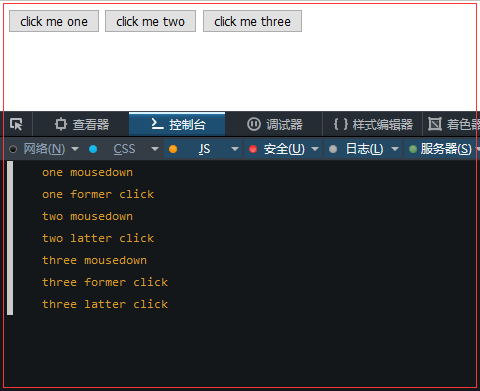 click me one click me two click me three
查看器 控制台 调试器 { } 样式编辑器 着色器
网络(N) CSS JS 安全(U) 日志(L) 服务器(S)
one mousedown
one former click
two mousedown
two latter click
three mousedown
three former click
three latter click